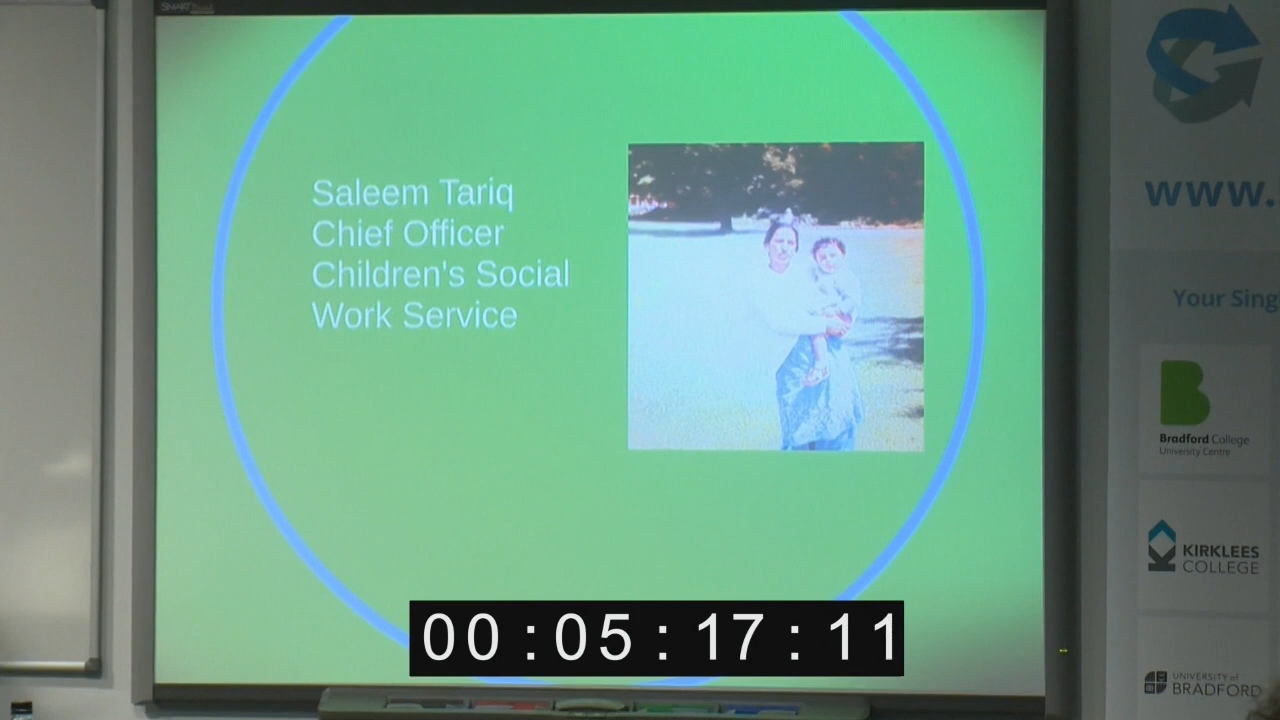 SMART
Saleem Tariq
Chief Officer
Children's Social
Work Service
00:05:17:11
www.
Your Sing
Bradford College
University Centre
KIRKLEES
COLLEGE
UNIVERSITY of
BRADFORD